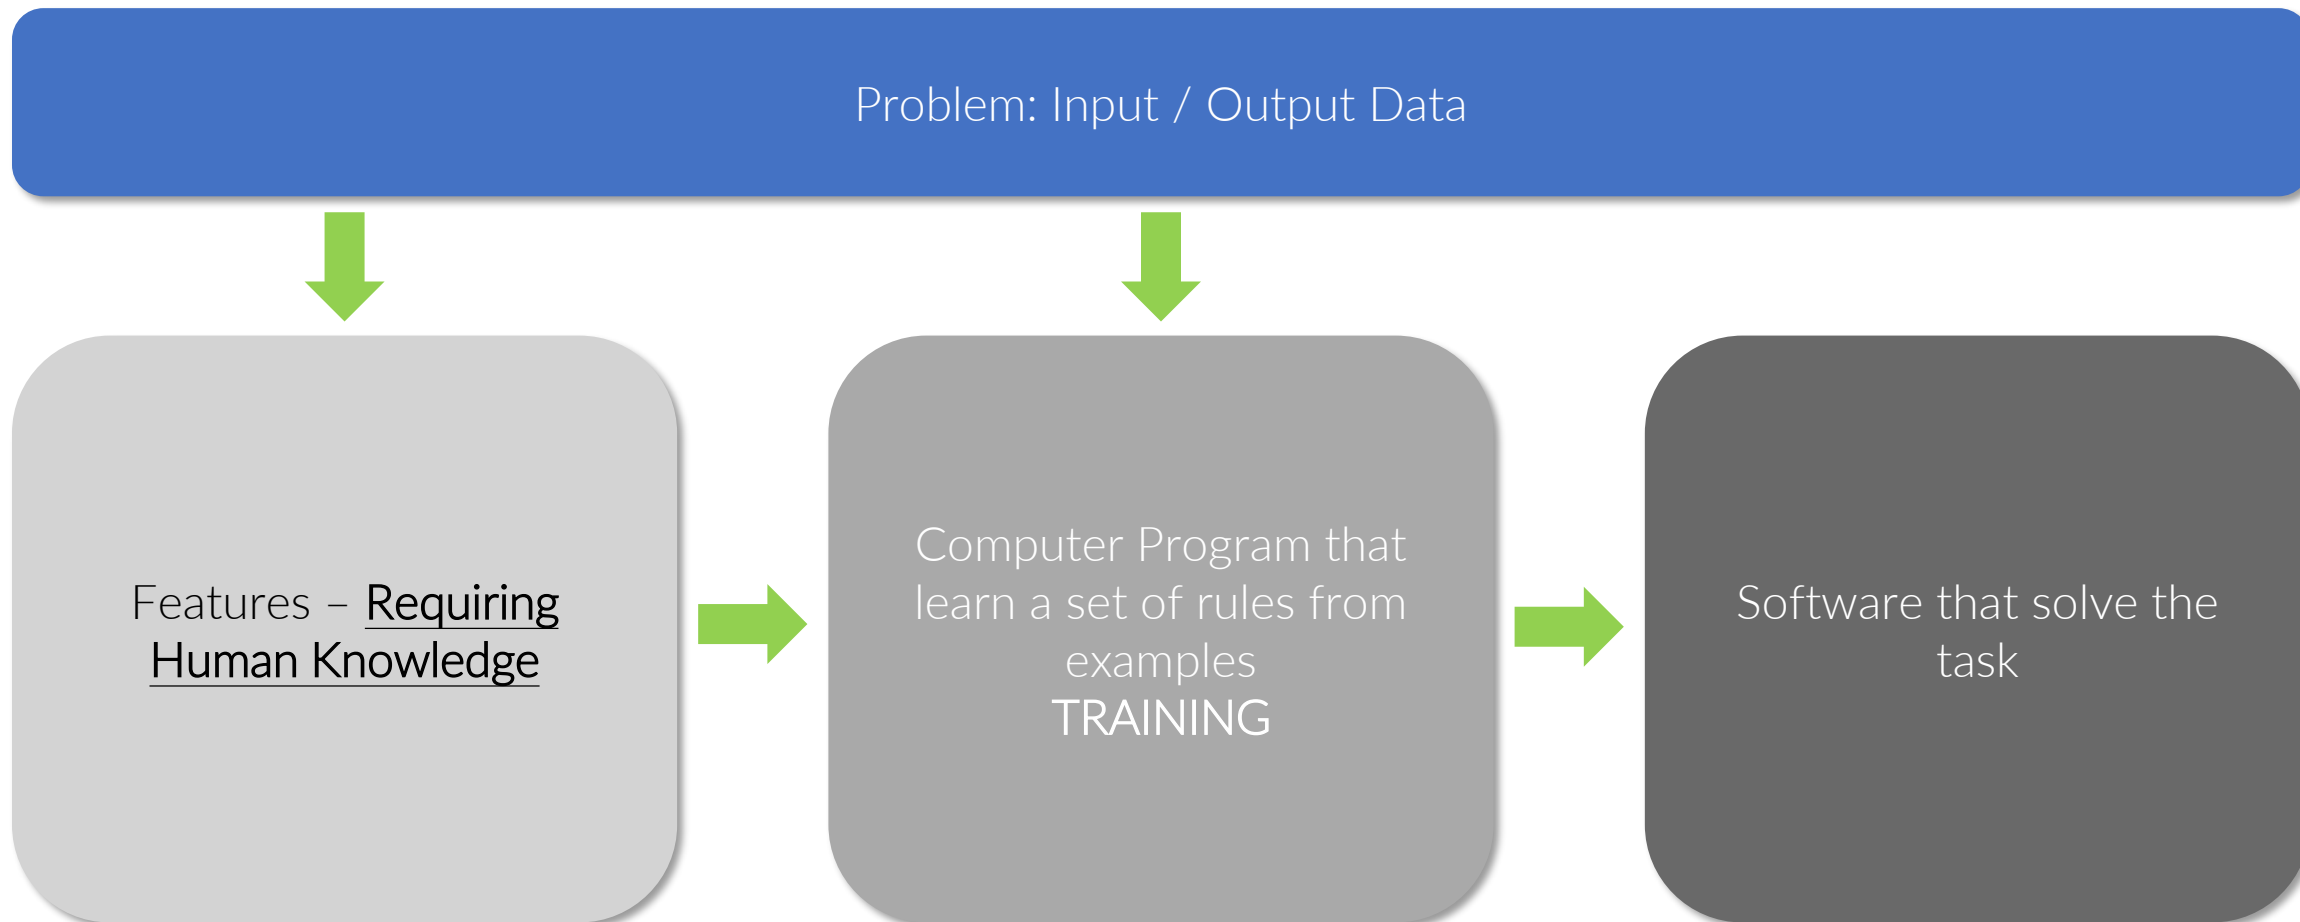 Problem: Input / Output Data
Features – Requiring
Human Knowledge
Computer Program that
learn a set of rules from
examples
TRAINING
Software that solve the
task